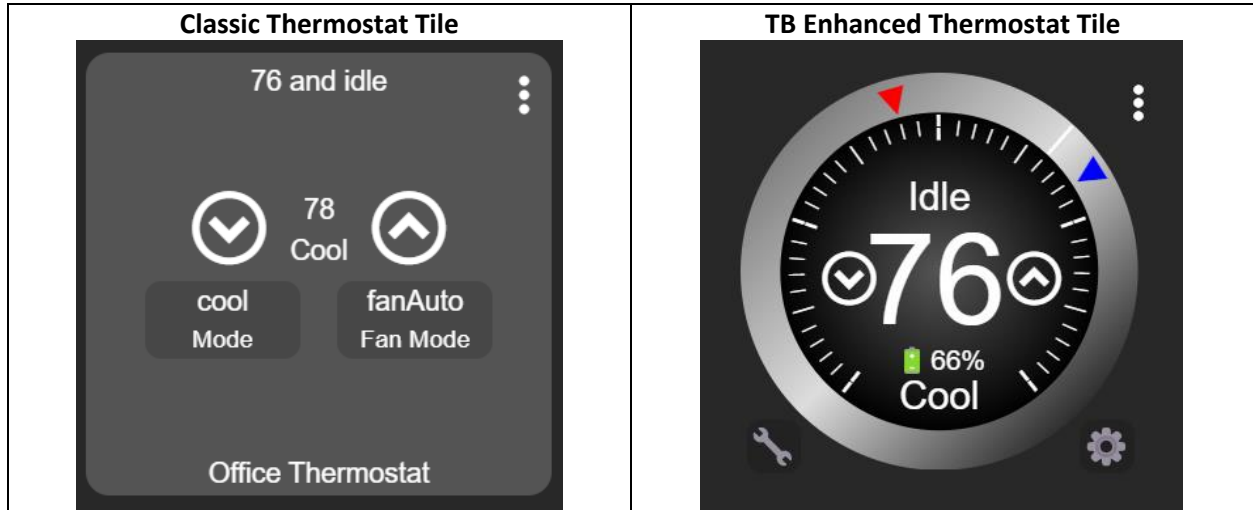 Classic Thermostat Tile
76 and idle
78
Cool
cool
Mode
fanAuto
Fan Mode
Office Thermostat
TB Enhanced Thermostat Tile
Idle
76
66%
Cool